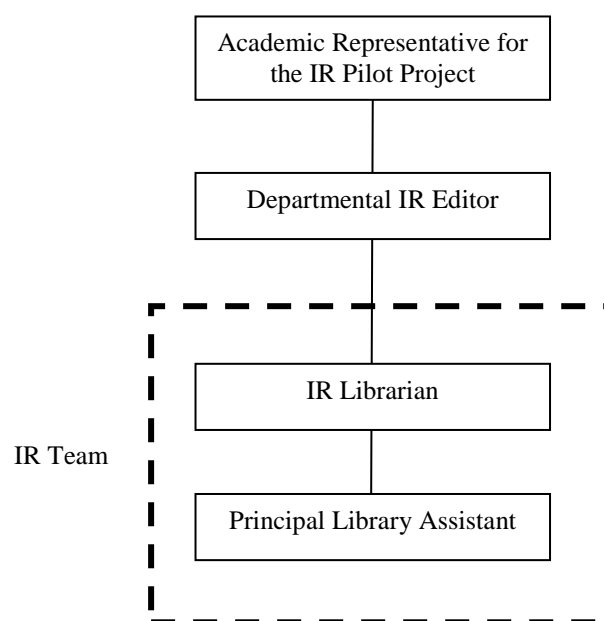 Academic Representative for
the IR Pilot Project
Departmental IR Editor
IR Librarian
IR Team
Principal Library Assistant